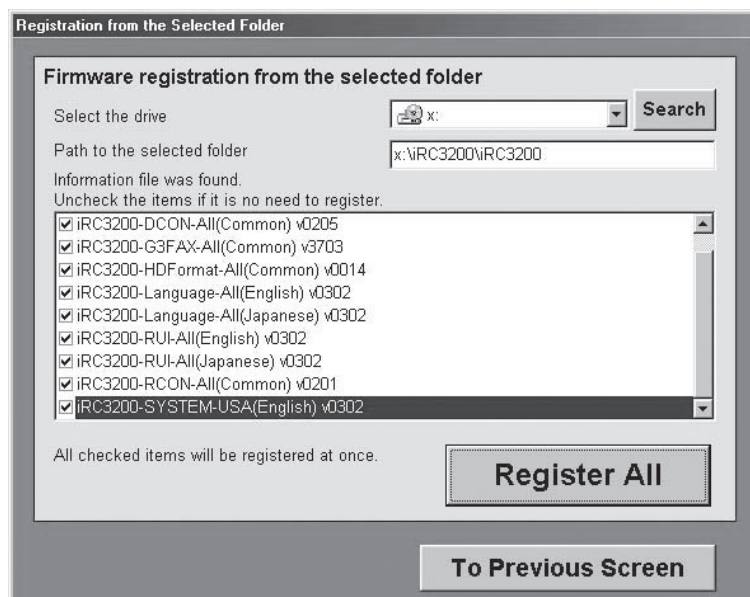 Registration from the Selected Folder
Firmware registration from the selected folder
Select the drive
x:
Search
Path to the selected folder
x:\iRC3200\iRC3200
Information file was found.
Uncheck the items if it is no need to register.
iRC3200-DCON-All(Common) v0205
iRC3200-G3FAX-All(Common) v3703
iRC3200-HDFormat-All(Common) v0014
iRC3200-Language-All(English) v0302
iRC3200-Language-All(Japanese) v0302
iRC3200-RUI-All(English) v0302
iRC3200-RUI-All(Japanese) v0302
iRC3200-RCON-All(Common) v0201
iRC3200-SYSTEM-USA(English) v0302
All checked items will be registered at once.
Register All
To Previous Screen